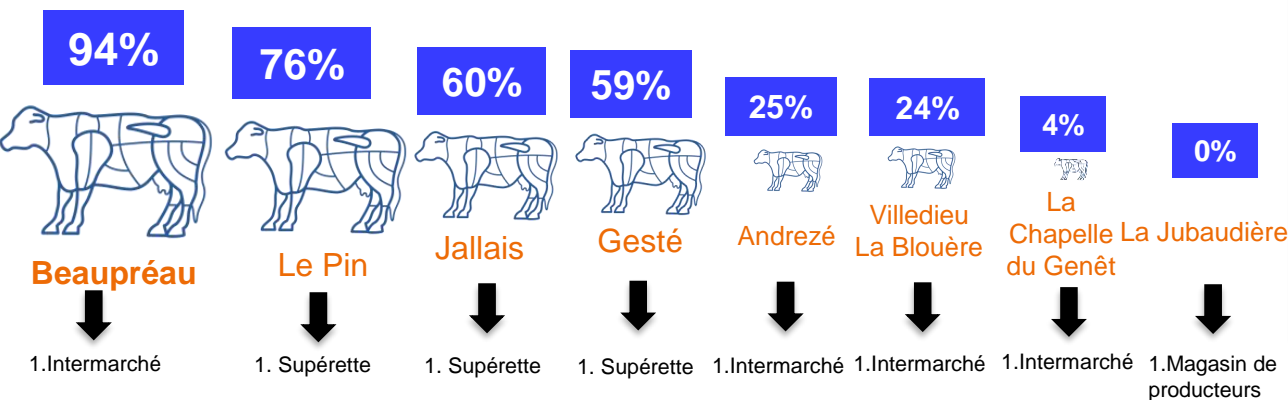 94%
76%
60%
59%
25%
24%
4%
0%
Beaupréau
Le Pin
Jallais
Gesté
Andrezé
Villedieu
La Blouère
La
Chapelle
du Genêt
La Jubaudière
1.Intermarché
1. Supérette
1. Supérette
1. Supérette
1.Intermarché
1.Intermarché
1.Intermarché
1.Magasin de
producteurs